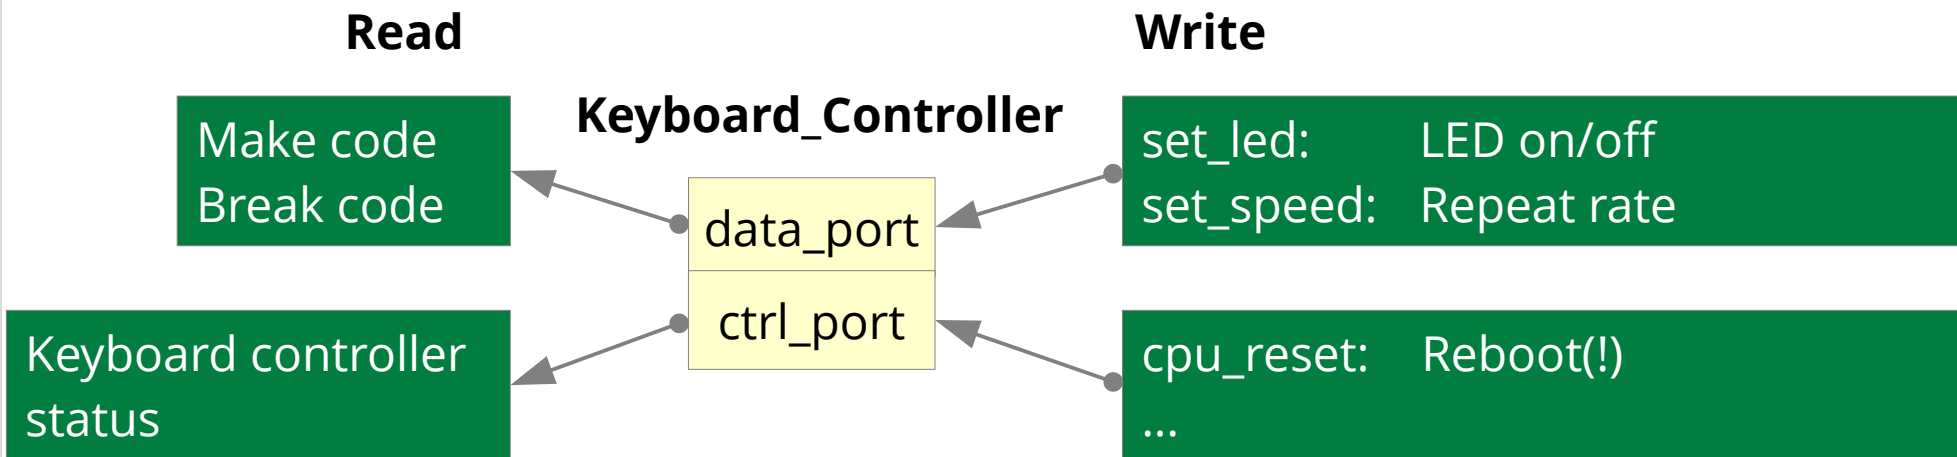 Read
Write
Keyboard_Controller
Make code
Break code
data_port
ctrl_port
set_led: LED on/off
set_speed: Repeat rate
Keyboard controller
status
cpu_reset: Reboot(!)
...